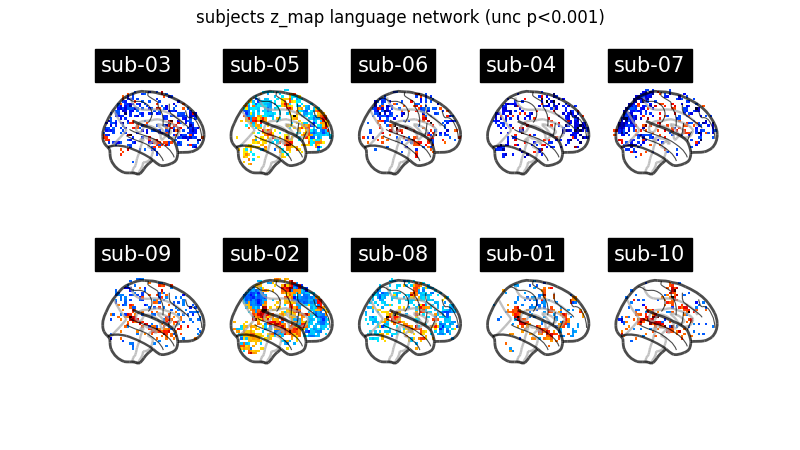 subjects z_map language network (unc p<0.001)
sub-03
sub-05
sub-06
sub-04
sub-07
sub-09
sub-02
sub-08
sub-01
sub-10